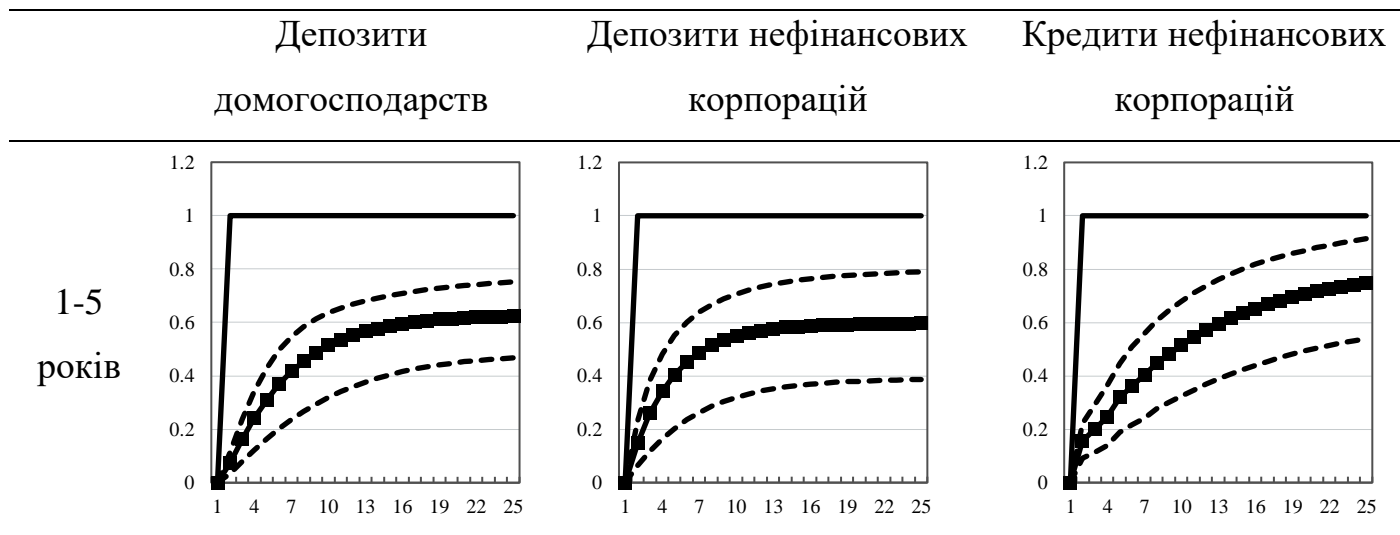 Депозити
домогосподарств
Депозити нефінансових
корпорацій
Кредити нефінансових
корпорацій
1-5
років
1.2
1
0.8
0.6
0.4
0.2
0
1 4 7 10 13 16 19 22 25
1.2
1
0.8
0.6
0.4
0.2
0
1 4 7 10 13 16 19 22 25
1.2
1
0.8
0.6
0.4
0.2
0
1 4 7 10 13 16 19 22 25